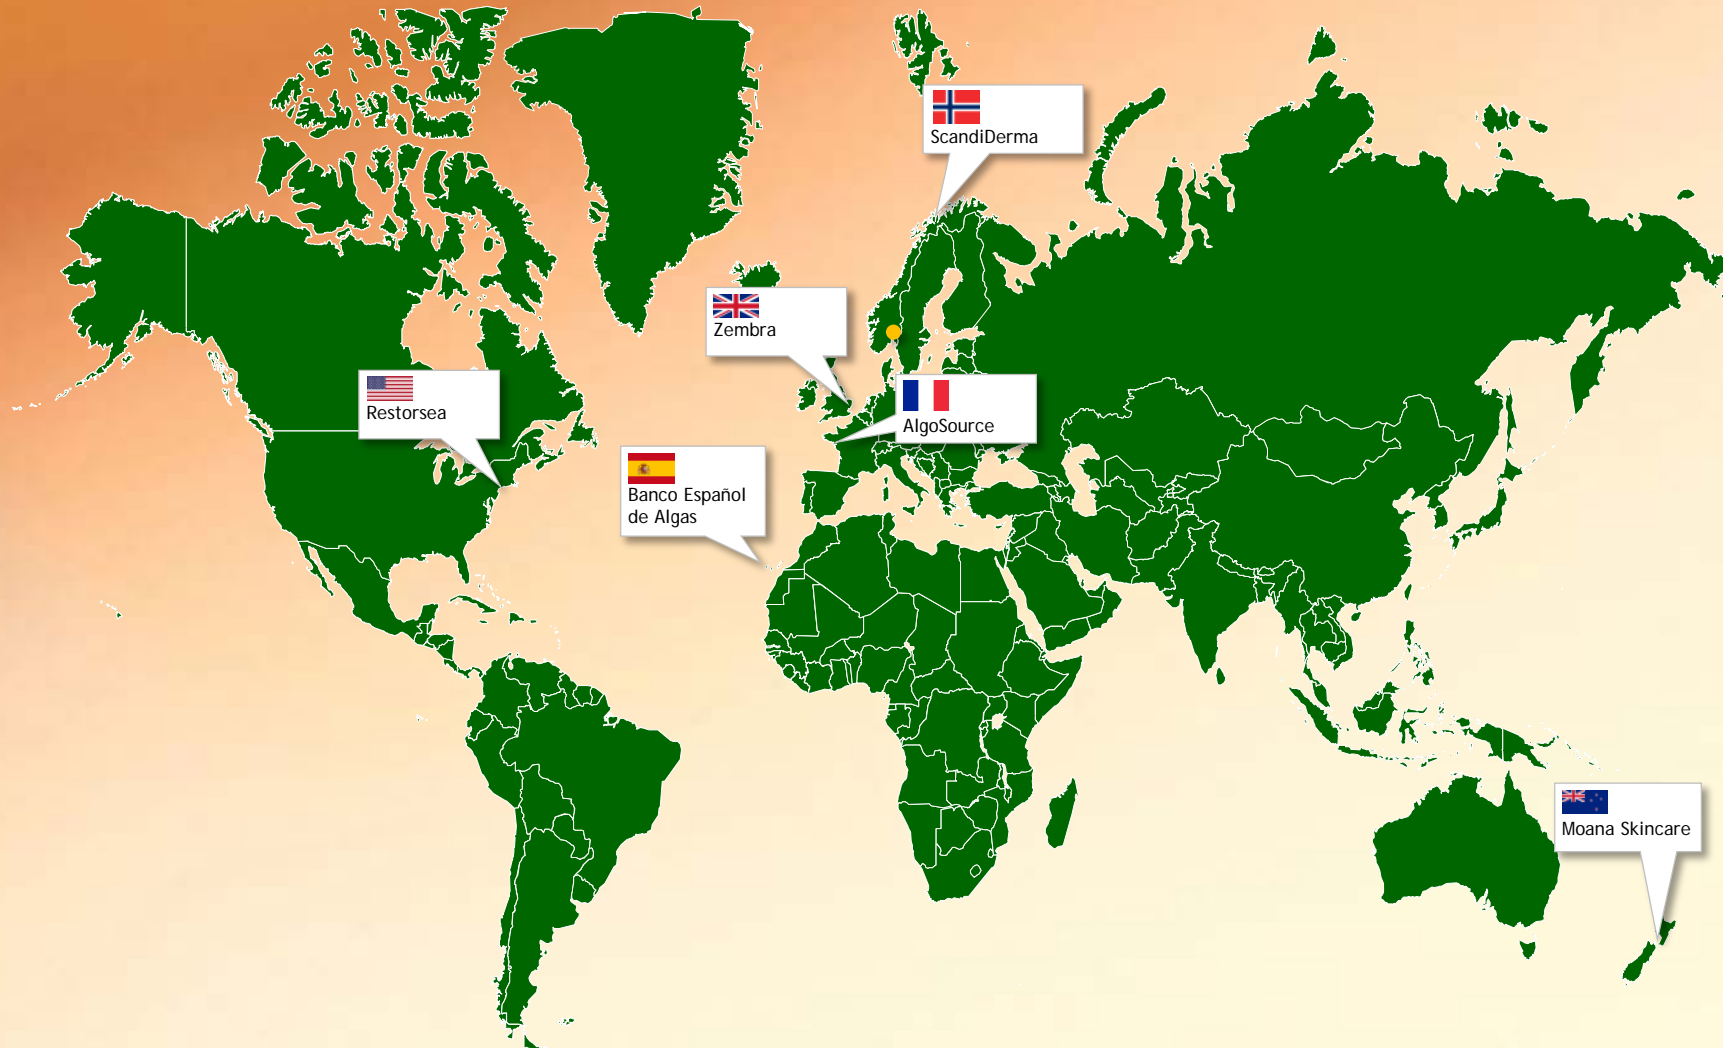 ScandiDerma
Zembra
Restorsea
AlgoSource
Banco Español
de Algas
Moana Skincare